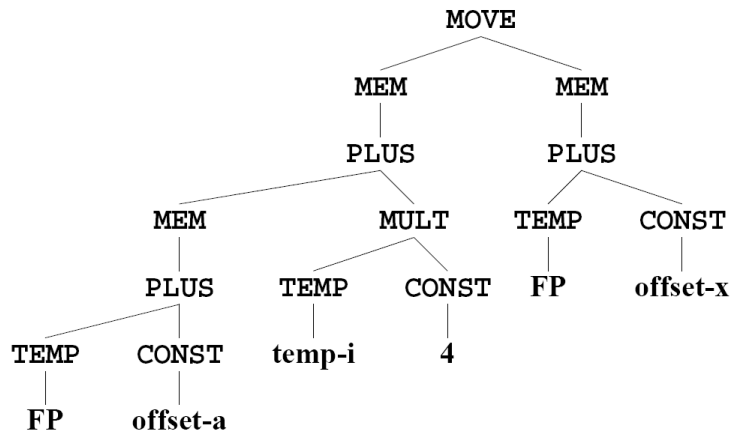 MOVE
MEM MEM
PLUS PLUS
MEM MULT TEMP CONST
PLUS TEMP CONST FP offset-x
TEMP CONST temp-i 4
FP offset-a